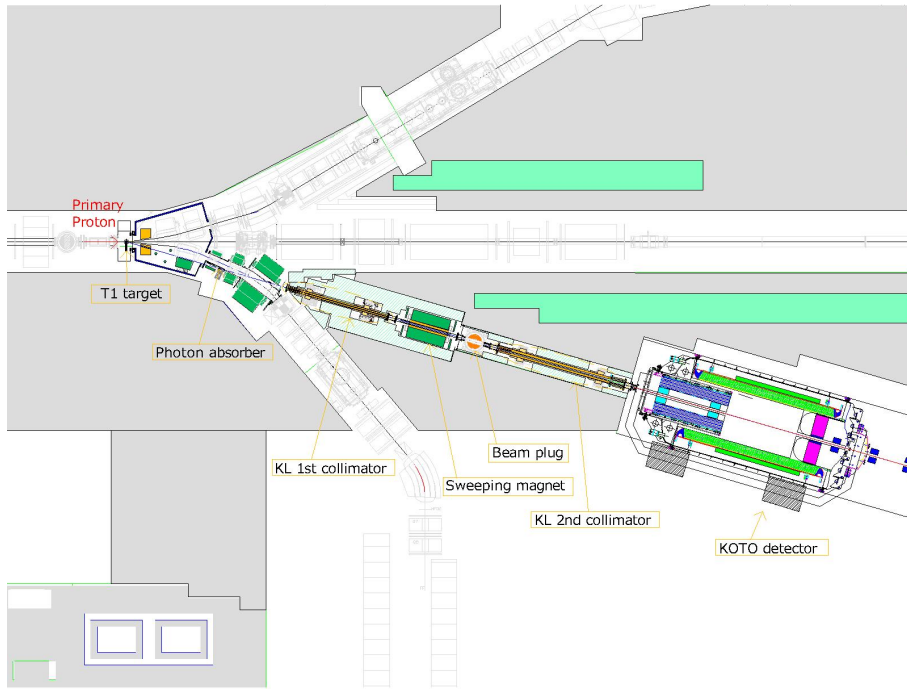 Primary
Proton
T1 target
Photon absorber
KL 1st collimator
Beam plug
Sweeping magnet
KL 2nd collimator
KOTO detector